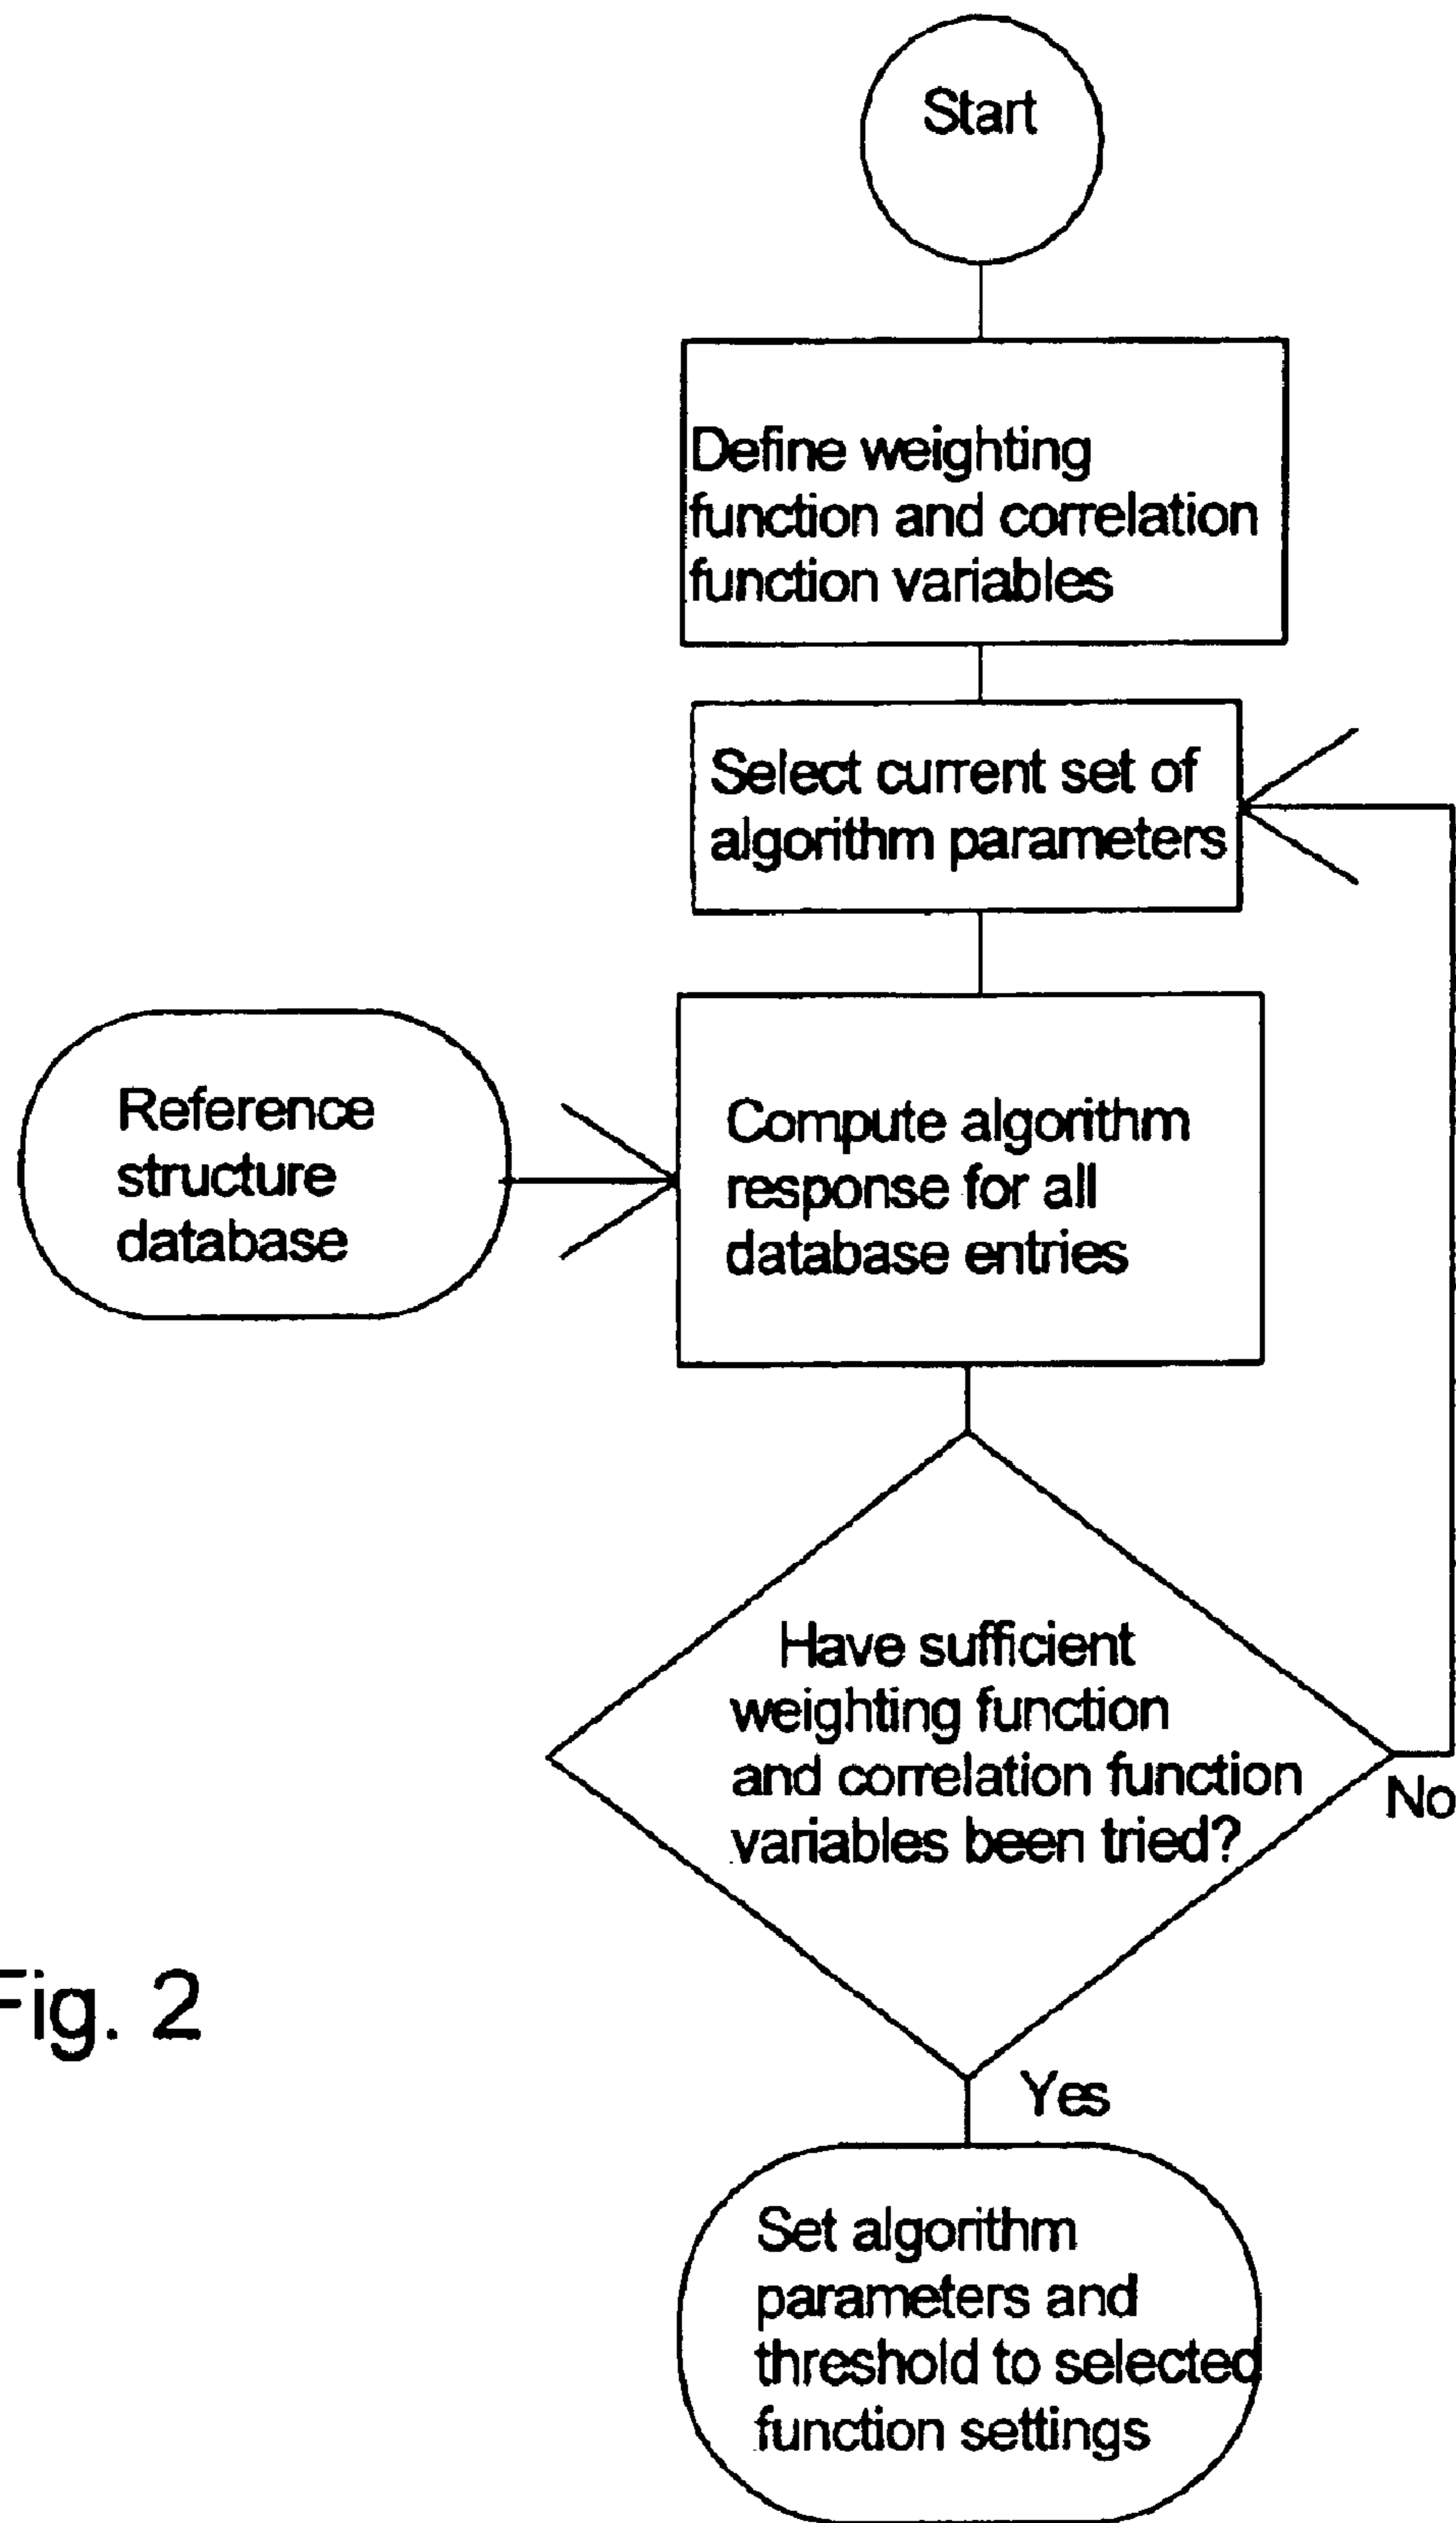 Start
Define weighting
function and correlation
function variables
Select current set of
algorithm parameters
Reference
structure
database
Compute algorithm
response for all
database entries
Have sufficient
weighting function
and correlation function
variables been tried?
No
Yes
Set algorithm
parameters and
threshold to selected
function settings
Fig. 2